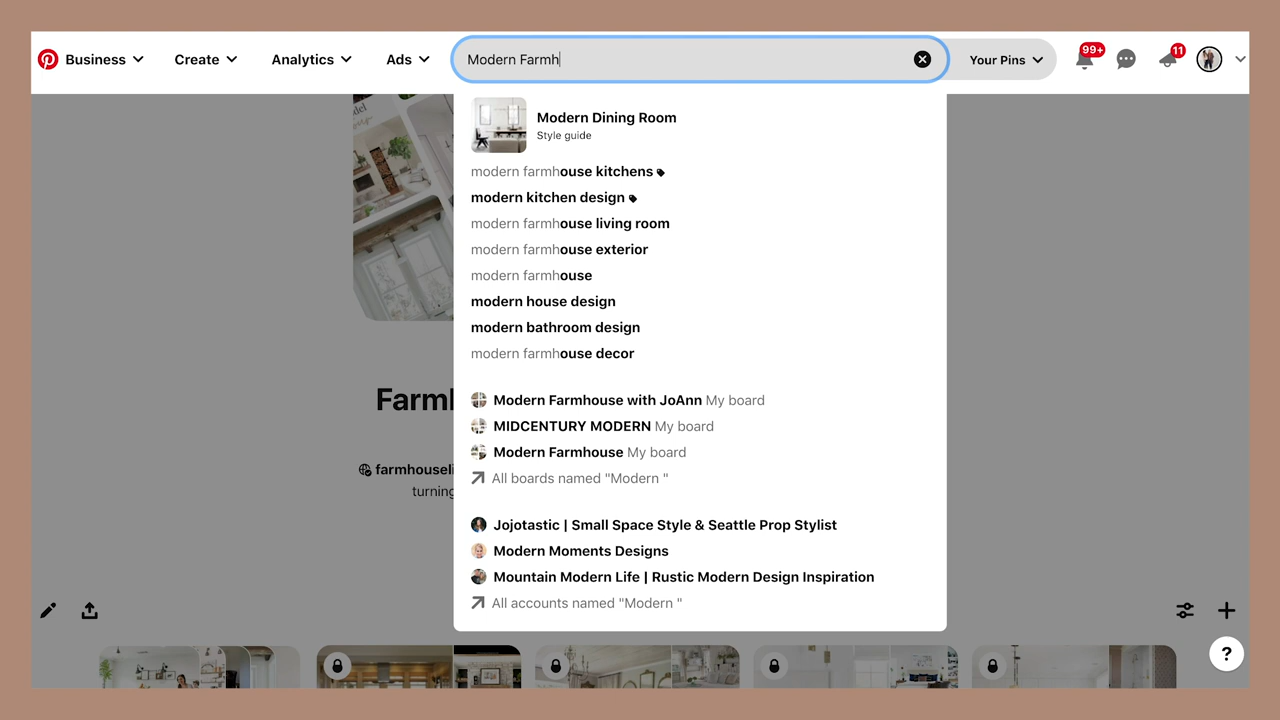 Business
Create
Analytics
Ads
Modern Farmh
Your Pins
99+
11
Modern Dining Room
Style guide
modern farmhouse kitchens
modern kitchen design
modern farmhouse living room
modern farmhouse exterior
modern farmhouse
modern house design
modern bathroom design
modern farmhouse decor
Farml
Modern Farmhouse with JoAnn My board
MIDCENTURY MODERN My board
Modern Farmhouse My board
farmhouseli
All boards named "Modern "
turning
Jojotastic | Small Space Style & Seattle Prop Stylist
Modern Moments Designs
Mountain Modern Life | Rustic Modern Design Inspiration
All accounts named "Modern "
?